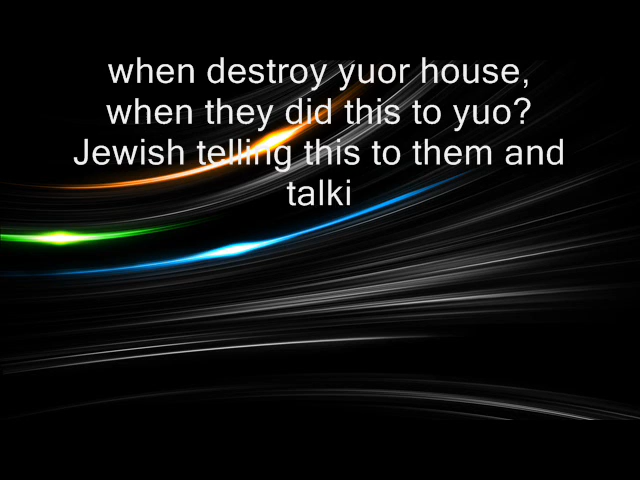 when destroy yuor house,
when they did this to yuo?
Jewish telling this to them and
talki